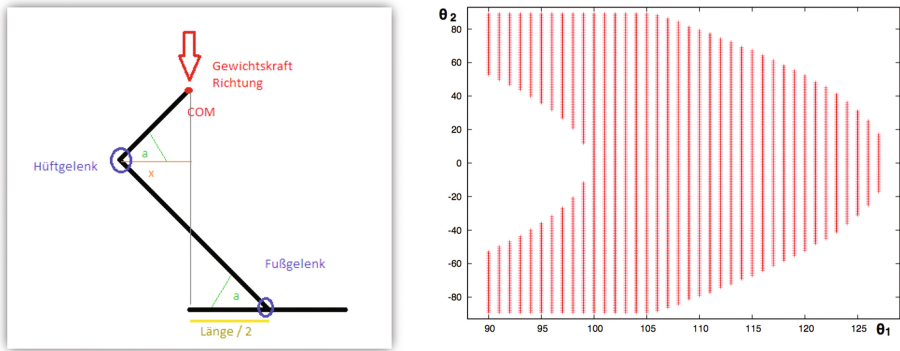 Gewichtskraft
Richtung
COM
a
Hüftgelenk
x
Fußgelenk
a
Länge / 2
θ2
80
60
40
20
0
-20
-40
-60
-80
90
95
100
105
110
115
120
125
θ1